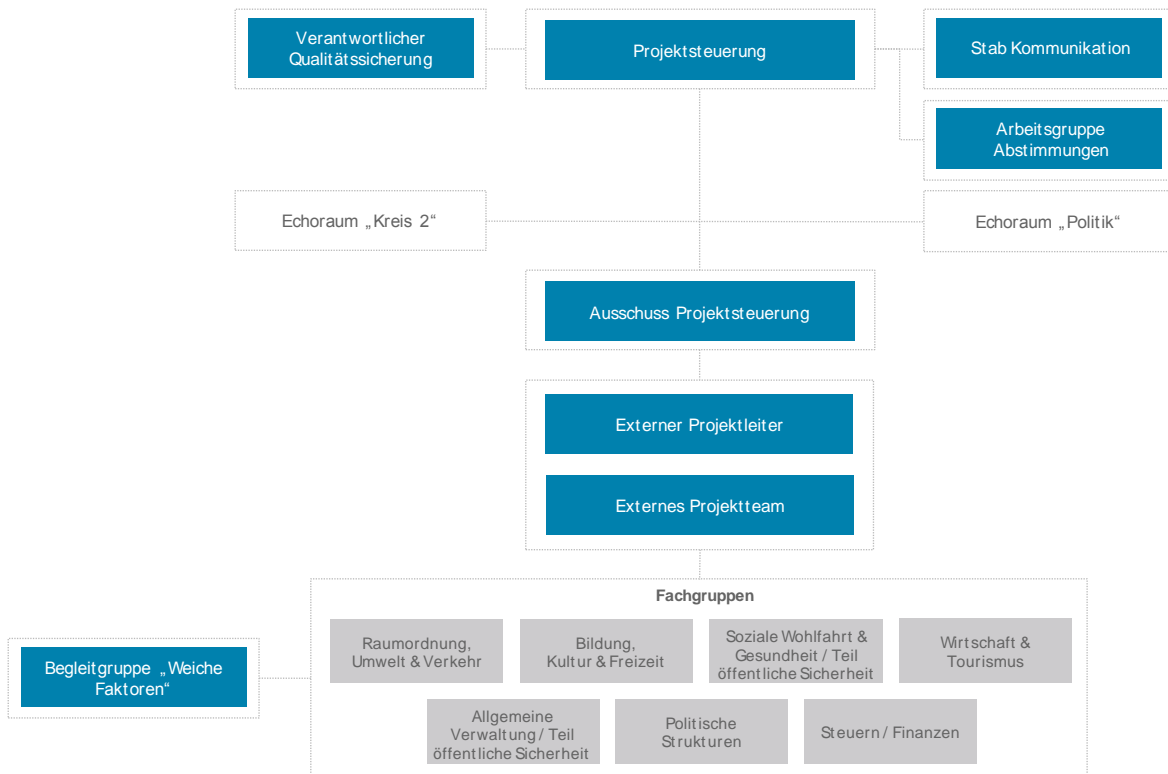 Verantwortlicher
Qualitätssicherung
Projektsteuerung
Stab Kommunikation
Arbeitsgruppe
Abstimmungen
Echoraum „Kreis 2“
Echoraum „Politik“
Ausschuss Projektsteuerung
Externer Projektleiter
Externes Projektteam
Fachgruppen
Raumordnung,
Umwelt & Verkehr
Bildung,
Kultur & Freizeit
Soziale Wohlfahrt &
Gesundheit / Teil
öffentliche Sicherheit
Wirtschaft &
Tourismus
Begleitgruppe „Weiche
Faktoren“
Allgemeine
Verwaltung / Teil
öffentliche Sicherheit
Politische
Strukturen
Steuern / Finanzen